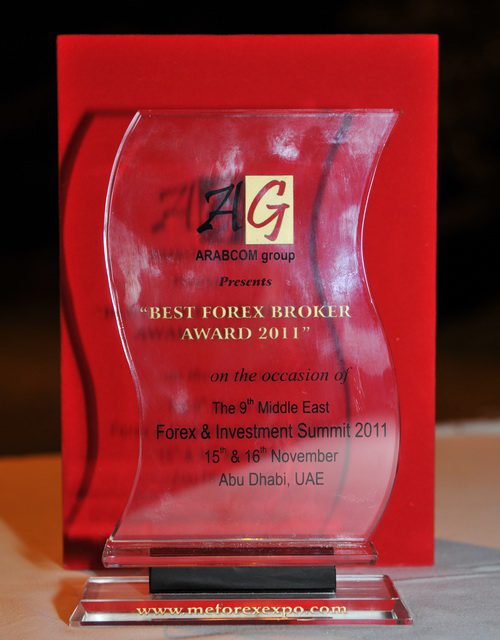 AG
ARABCOM group
Presents
“BEST FOREX BROKER
AWARD 2011”
on the occasion of
The 9th Middle East
Forex & Investment Summit 2011
15th & 16th November
Abu Dhabi, UAE
www.meforexexpo.com